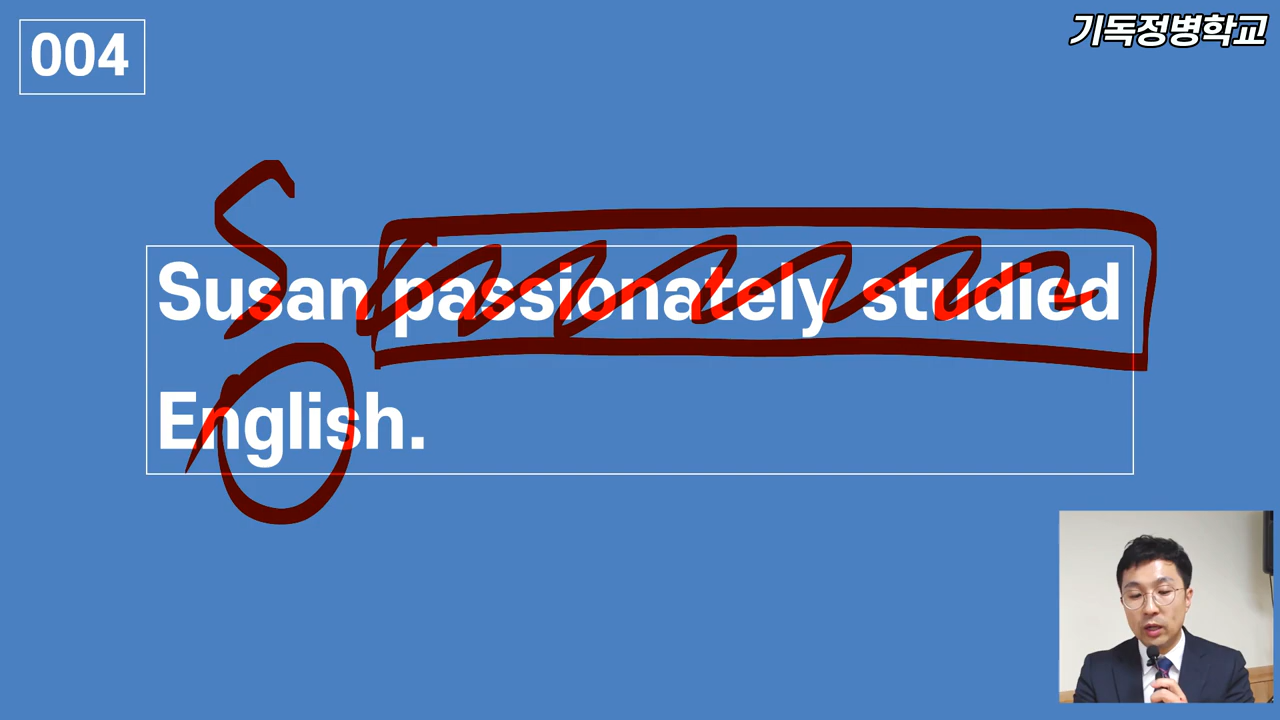 004
기독정병학교
S
Susan passionately studied
O
English.